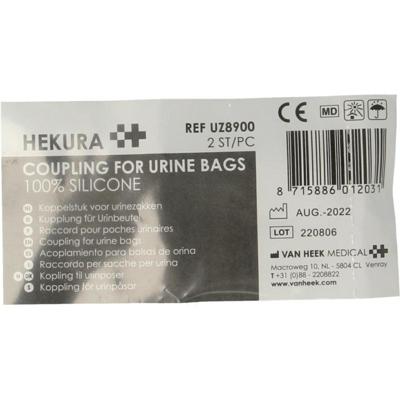 HEKURA
REF UZ8900
2 ST/PC
COUPLING FOR URINE BAGS
100% SILICONE
Koppelstuk voor urinezakken
Kupplung für Urinbeutel
Raccord pour poches urinaires
Coupling for urine bags
Acoplamiento para bolsas de orina
Raccordo per sacche per urina
Kopling til urinposer
Koppling för urinpåsar
CE MD
8 715886 012031
AUG.-2022
LOT 220806
VAN HEEK MEDICAL
Macroweg 10, NL - 5804 CL Venray
T +31 (0)88 - 2208822
www.vanheek.com